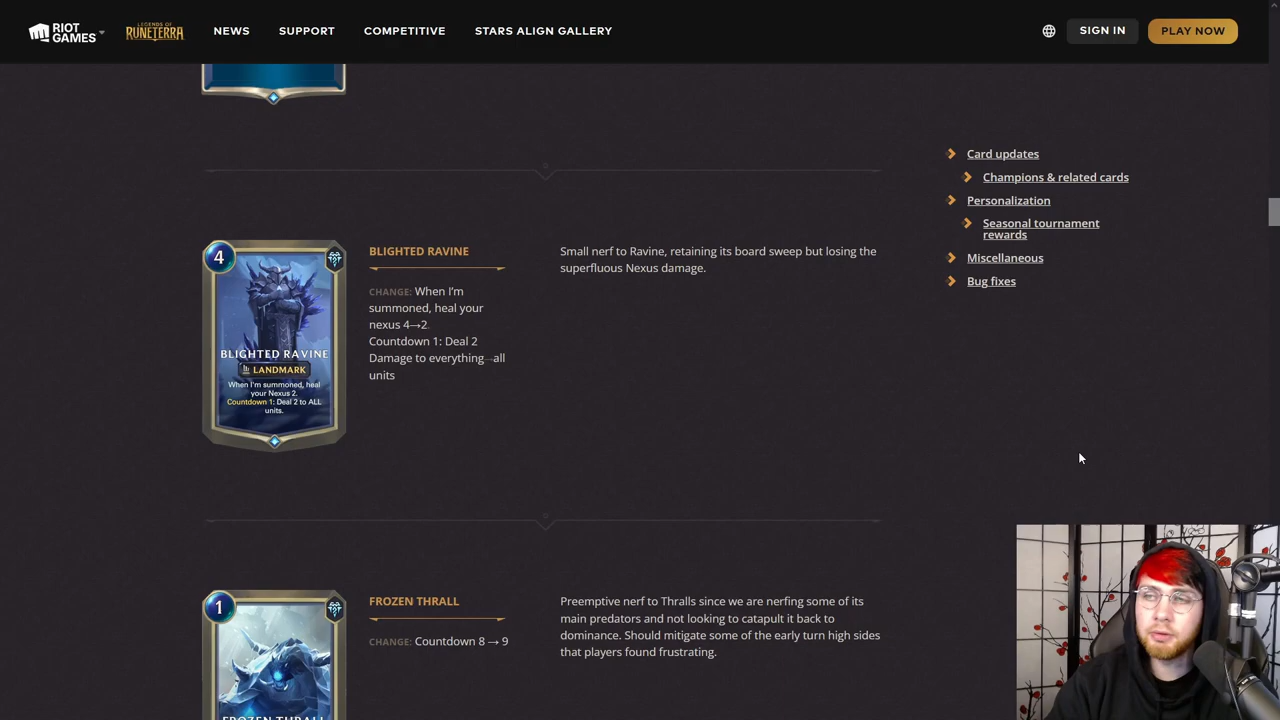 RIOT
GAMES
LEGENDS OF
RUNETERRA
NEWS
SUPPORT
COMPETITIVE
STARS ALIGN GALLERY
SIGN IN
PLAY NOW
Card updates
Champions & related cards
Personalization
Seasonal tournament
rewards
Miscellaneous
Bug fixes
4
BLIGHTED RAVINE
LANDMARK
When I'm summoned, heal
your Nexus 2.
Countdown 1: Deal 2 to ALL
units.
BLIGHTED RAVINE
CHANGE: When I’m
summoned, heal your
nexus 4→2.
Countdown 1: Deal 2
Damage to everything→all
units
Small nerf to Ravine, retaining its board sweep but losing the
superfluous Nexus damage.
1
FROZEN THRALL
FROZEN THRALL
CHANGE: Countdown 8 → 9
Preemptive nerf to Thralls since we are nerfing some of its
main predators and not looking to catapult it back to
dominance. Should mitigate some of the early turn high sides
that players found frustrating.